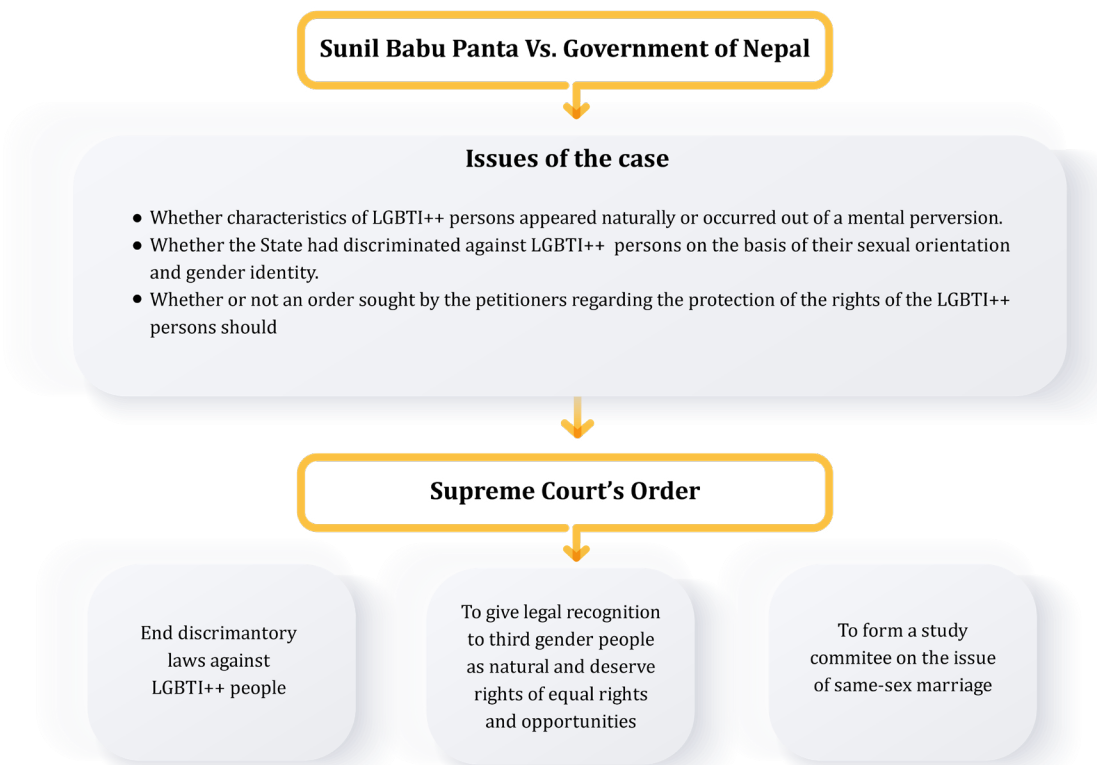 Sunil Babu Panta Vs. Government of Nepal
Issues of the case
● Whether characteristics of LGBTI++ persons appeared naturally or occurred out of a mental perversion.
● Whether the State had discriminated against LGBTI++ persons on the basis of their sexual orientation
and gender identity.
● Whether or not an order sought by the petitioners regarding the protection of the rights of the LGBTI++
persons should
Supreme Court's Order
End discrimantory
laws against
LGBTI++ people
To give legal recognition
to third gender people
as natural and deserve
rights of equal rights
and opportunities
To form a study
commitee on the issue
of same-sex marriage